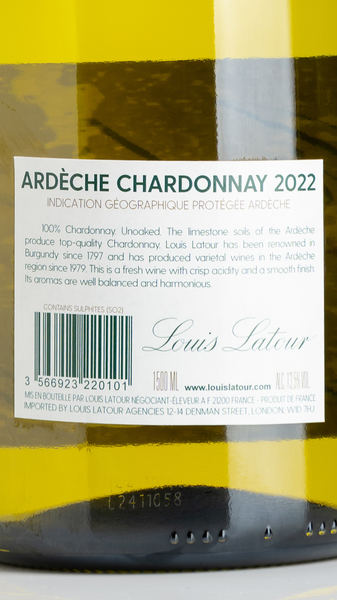 ARDÈCHE CHARDONNAY 2022
INDICATION GÉOGRAPHIQUE PROTÉGÉE ARDÈCHE
100% Chardonnay. Unoaked. The limestone soils of the Ardèche
produce top-quality Chardonnay. Louis Latour has been renowned in
Burgundy since 1797 and has produced varietal wines in the Ardèche
region since 1979. This is a fresh wine with crisp acidity and a smooth finish.
Its aromas are well balanced and harmonious.
CONTAINS SULPHITES (SO2)
Louis Latour
3 566923 220101
1500 ML
www.louislatour.com
ALC. 13,5% VOL.
MIS EN BOUTEILLE PAR LOUIS LATOUR NÉGOCIANT-ÉLEVEUR À F 21200 FRANCE - PRODUIT DE FRANCE
IMPORTED BY LOUIS LATOUR AGENCIES 12-14 DENMAN STREET, LONDON, W1D 7HJ
L2411058